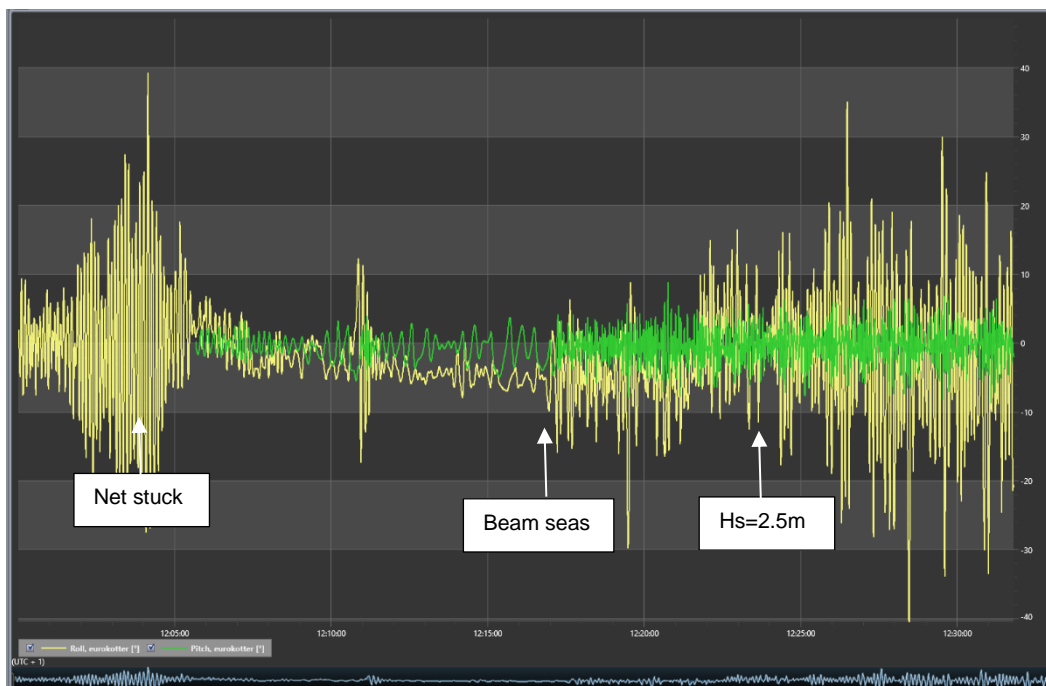 40
30
20
10
0
-10
-20
-30
-40
Net stuck
Beam seas
Hs=2.5m
12:05:00 12:10:00 12:15:00 12:20:00 12:25:00 12:30:00
Roll, eurokotter [°] Pitch, eurokotter [°]
(UTC + 1)